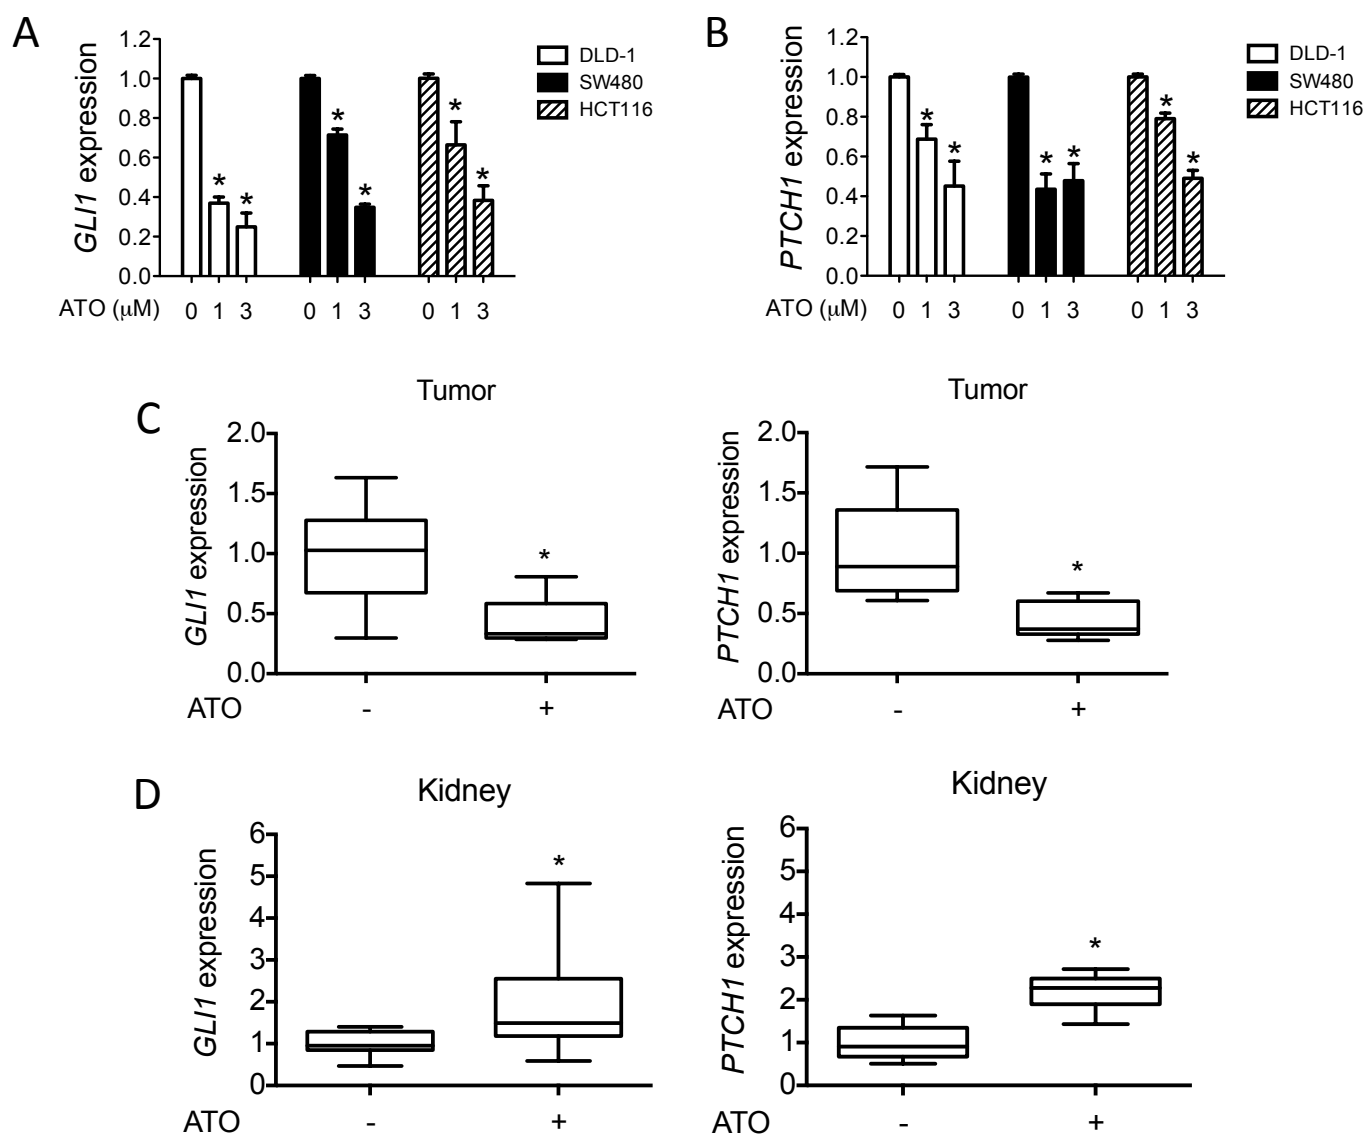 A
GLI1 expression
1.2
1.0
0.8
0.6
0.4
0.2
0.0
* * * * * *
ATO (μM) 0 1 3 0 1 3 0 1 3
DLD-1
SW480
HCT116
B
PTCH1 expression
1.2
1.0
0.8
0.6
0.4
0.2
0.0
* * * * * *
ATO (μM) 0 1 3 0 1 3 0 1 3
DLD-1
SW480
HCT116
C
Tumor
GLI1 expression
2.0
1.5
1.0
0.5
0.0
*
ATO - +
Tumor
PTCH1 expression
2.0
1.5
1.0
0.5
0.0
*
ATO - +
D
Kidney
GLI1 expression
6
5
4
3
2
1
0
*
ATO - +
Kidney
PTCH1 expression
6
5
4
3
2
1
0
*
ATO - +